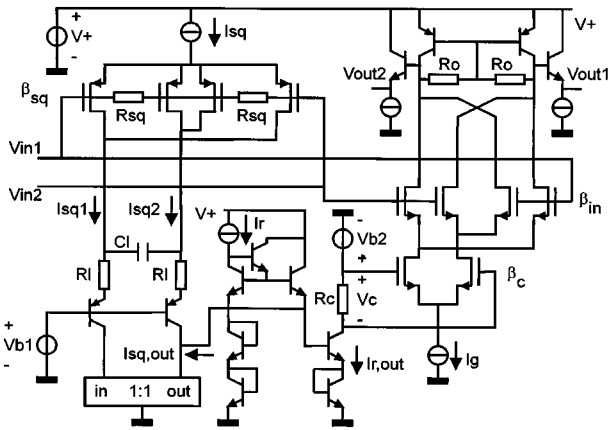 +
V+
-
Isq
V+
βsq
Rsq
Rsq
Ro
Ro
Vout2
Vout1
Vin1
Vin2
Isq1
Isq2
V+
Ir
-
Vb2
+
βin
Cl
Rl
Rl
Rc
+
Vc
-
βc
+
Vb1
-
Isq,out
Ir,out
Ig
in 1:1 out